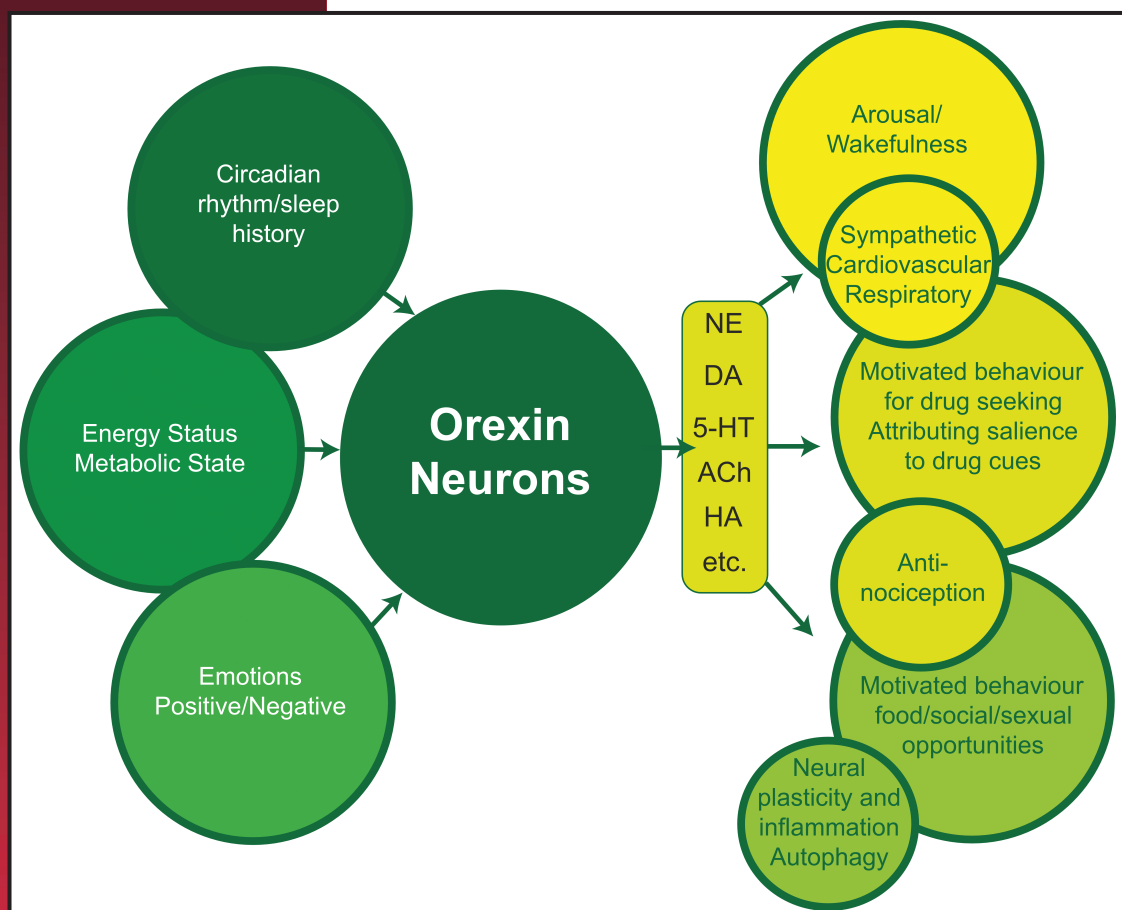 Circadian
rhythm/sleep
history
Energy Status
Metabolic State
Emotions
Positive/Negative
Orexin
Neurons
NE
DA
5-HT
ACh
HA
etc.
Arousal/
Wakefulness
Sympathetic
Cardiovascular
Respiratory
Motivated behaviour
for drug seeking
Attributing salience
to drug cues
Anti-
nociception
Motivated behaviour
food/social/sexual
opportunities
Neural
plasticity and
inflammation
Autophagy